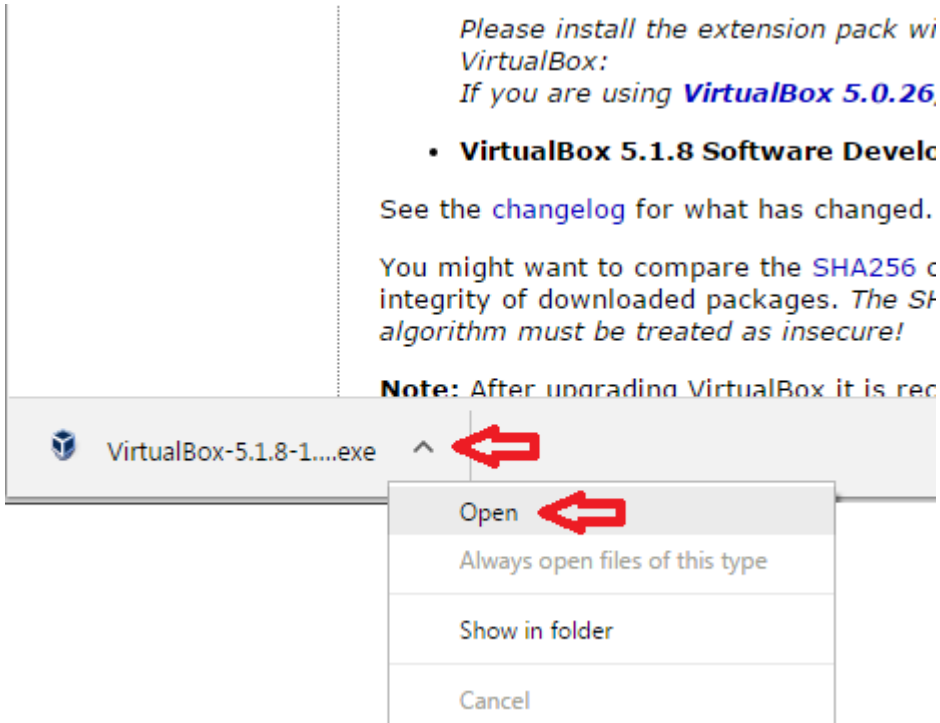 Please install the extension pack wi
VirtualBox:
If you are using VirtualBox 5.0.26,
• VirtualBox 5.1.8 Software Develo
See the changelog for what has changed.
You might want to compare the SHA256 c
integrity of downloaded packages. The SH
algorithm must be treated as insecure!
Note: After upgrading VirtualBox it is rec
VirtualBox-5.1.8-1....exe
Open
Always open files of this type
Show in folder
Cancel